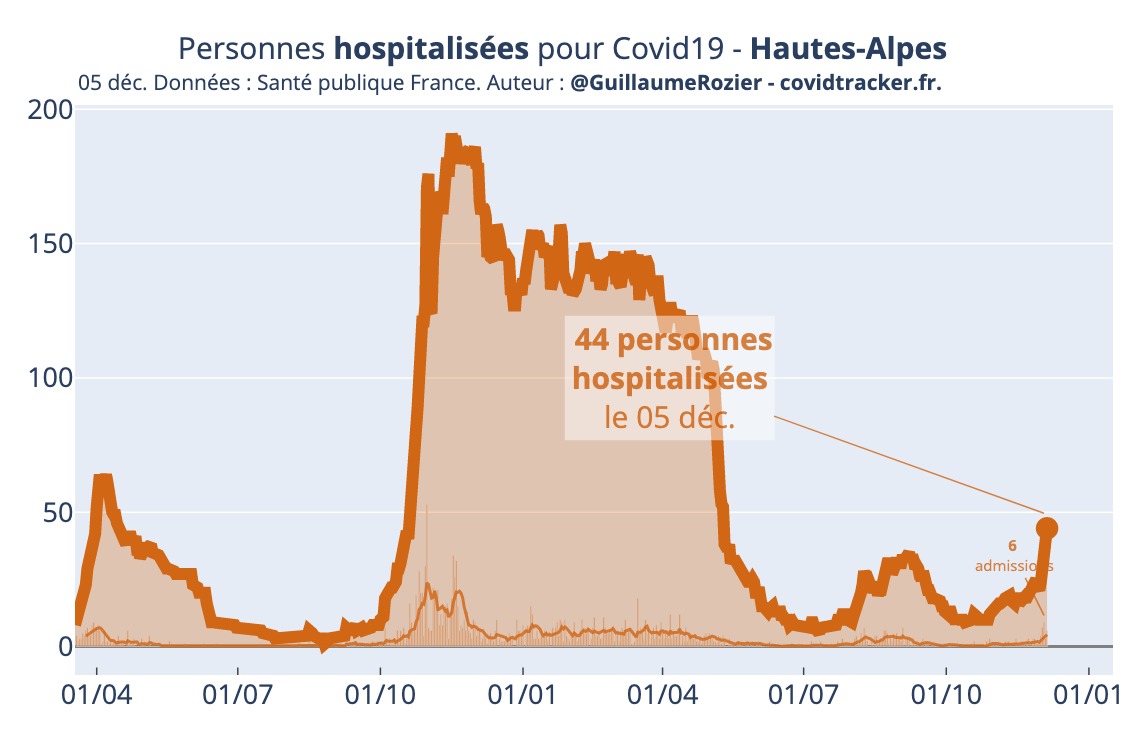 Personnes hospitalisées pour Covid19 - Hautes-Alpes
05 déc. Données : Santé publique France. Auteur : @GuillaumeRozier - covidtracker.fr.
200
150
44 personnes
hospitalisées
le 05 déc.
100
50
6
admissions
0
01/04 01/07 01/10 01/01 01/04 01/07 01/10 01/01